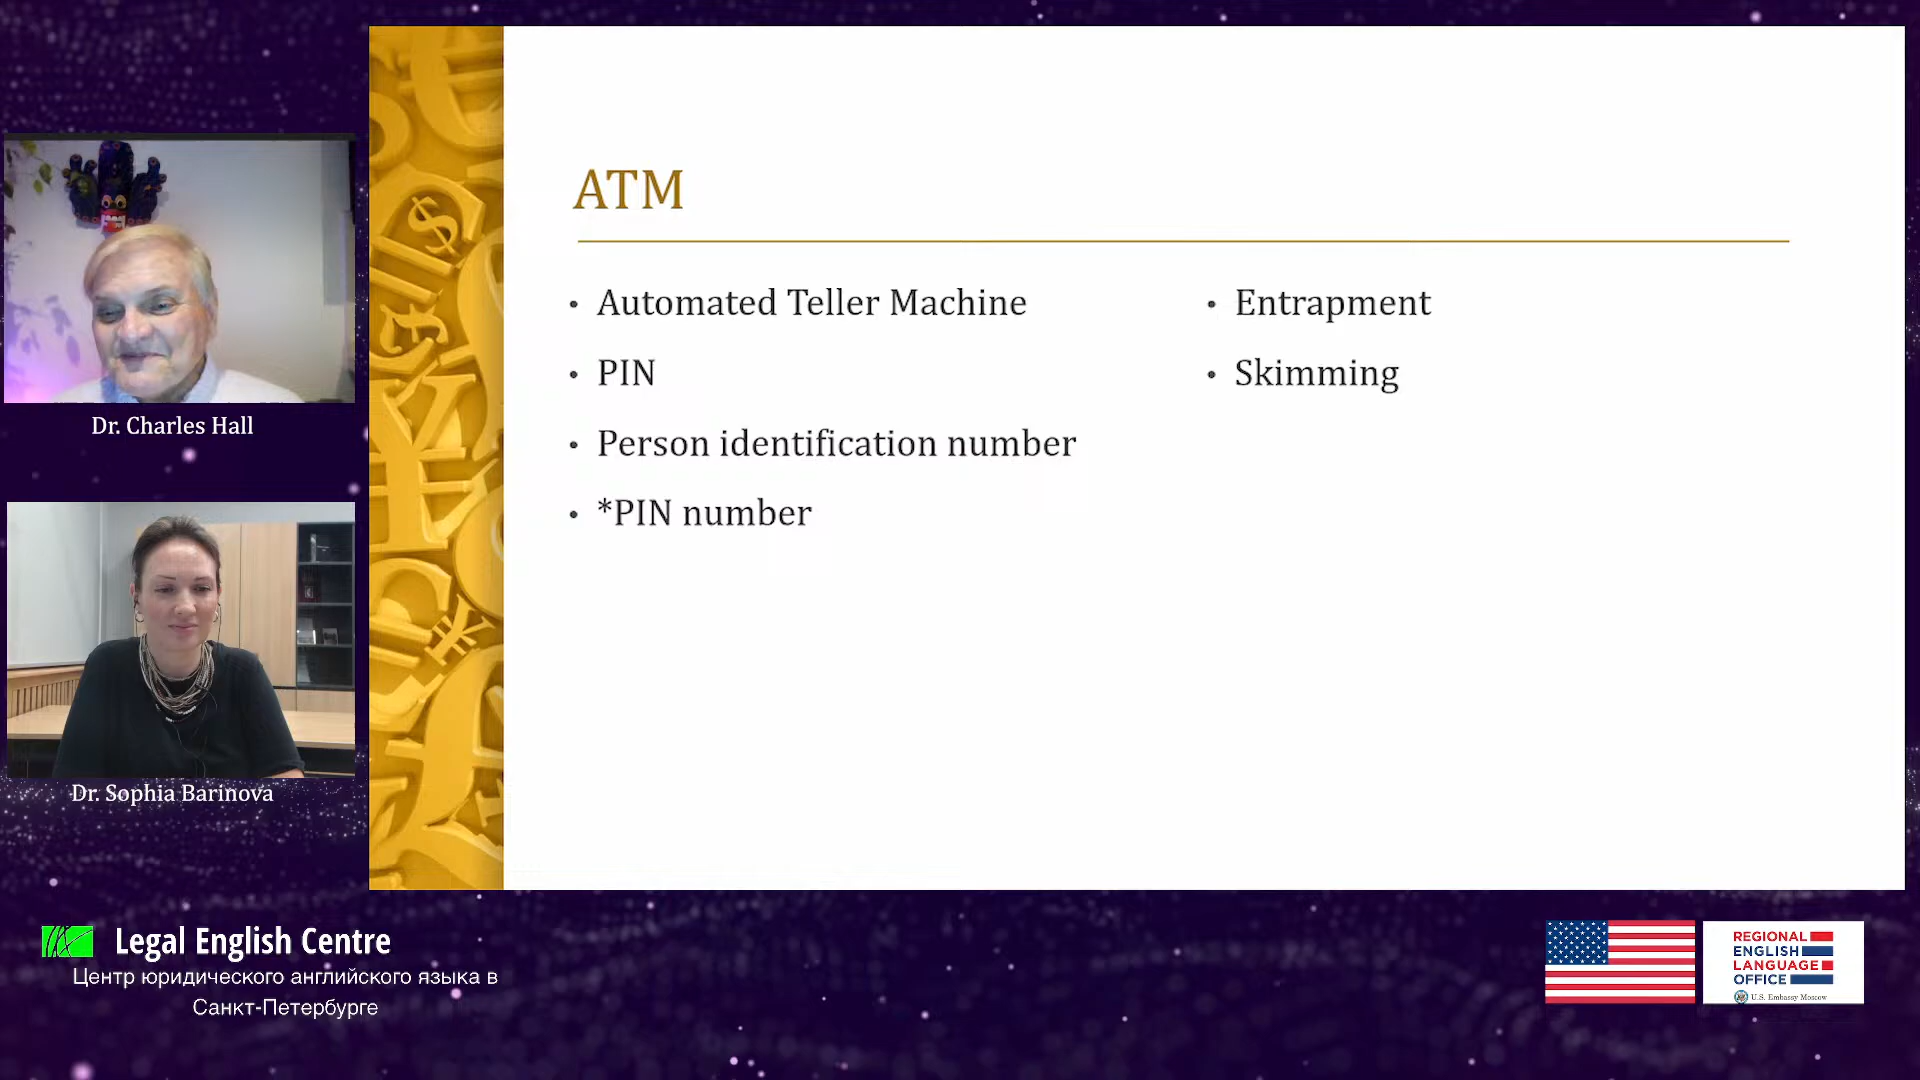 ATM
• Automated Teller Machine
• PIN
• Person identification number
• *PIN number
• Entrapment
• Skimming
Dr. Charles Hall
Dr. Sophia Barinova
Legal English Centre
Центр юридического английского языка в
Санкт-Петербурге
REGIONAL
ENGLISH
LANGUAGE
OFFICE
U.S. Embassy Moscow